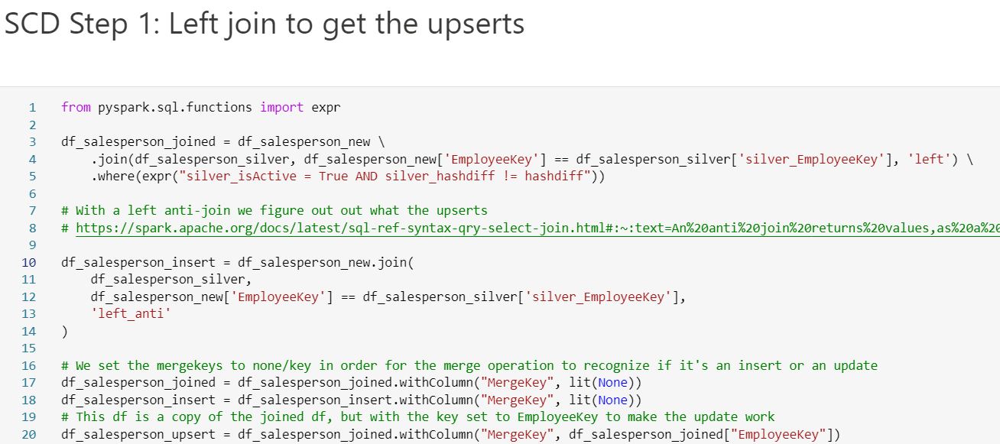 SCD Step 1: Left join to get the upserts
1 from pyspark.sql.functions import expr
2
3 df_salesperson_joined = df_salesperson_new \
4     .join(df_salesperson_silver, df_salesperson_new['EmployeeKey'] == df_salesperson_silver['silver_EmployeeKey'], 'left') \
5     .where(expr("silver_isActive = True AND silver_hashdiff != hashdiff"))
6
7 # With a left anti-join we figure out out what the upserts
8 # https://spark.apache.org/docs/latest/sql-ref-syntax-qry-select-join.html#:~:text=An%20anti%20join%20returns%20values,as%20a%20
9
10 df_salesperson_insert = df_salesperson_new.join(
11     df_salesperson_silver,
12     df_salesperson_new['EmployeeKey'] == df_salesperson_silver['silver_EmployeeKey'],
13     'left_anti'
14 )
15
16 # We set the mergekeys to none/key in order for the merge operation to recognize if it's an insert or an update
17 df_salesperson_joined = df_salesperson_joined.withColumn("MergeKey", lit(None))
18 df_salesperson_insert = df_salesperson_insert.withColumn("MergeKey", lit(None))
19 # This df is a copy of the joined df, but with the key set to EmployeeKey to make the update work
20 df_salesperson_upsert = df_salesperson_joined.withColumn("MergeKey", df_salesperson_joined["EmployeeKey"])